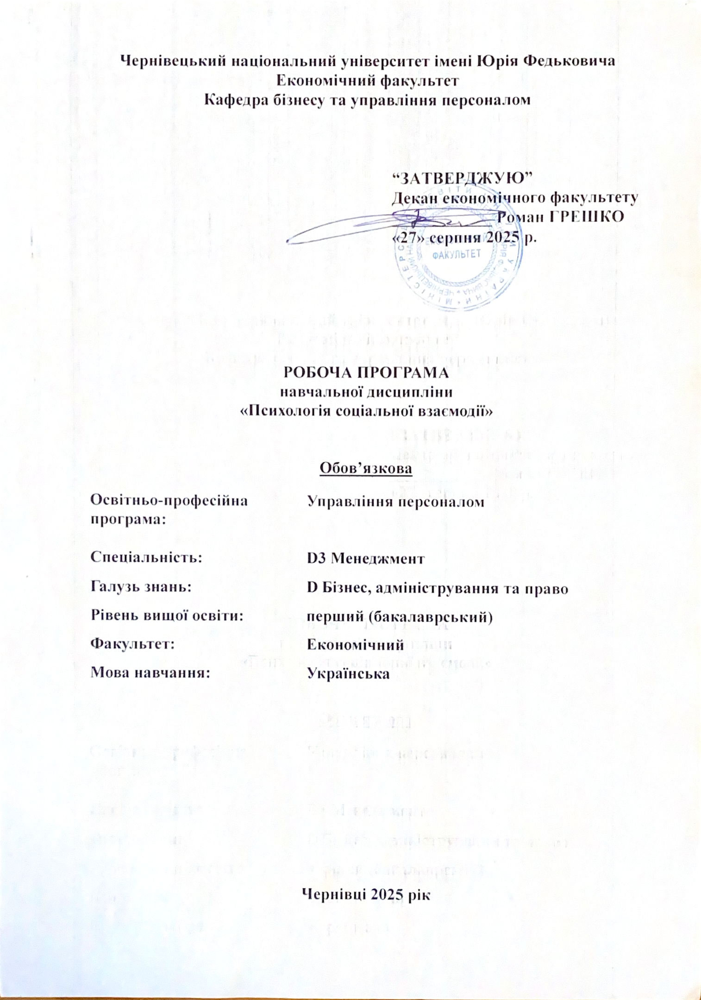 Чернівецький національний університет імені Юрія Федьковича
Економічний факультет
Кафедра бізнесу та управління персоналом
“ЗАТВЕРДЖУЮ”
Декан економічного факультету
Роман ГРЕШКО
«27» серпня 2025 р.
ФАКУЛЬТЕТ
РОБОЧА ПРОГРАМА
навчальної дисципліни
«Психологія соціальної взаємодії»
Обов’язкова
Освітньо-професійна Управління персоналом
програма:
Спеціальність: D3 Менеджмент
Галузь знань: D Бізнес, адміністрування та право
Рівень вищої освіти: перший (бакалаврський)
Факультет: Економічний
Мова навчання: Українська
Чернівці 2025 рік